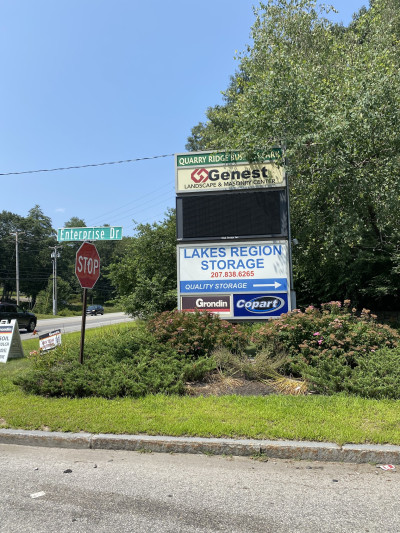 QUARRY RIDGE BUSINESS PARK
Genest
LANDSCAPE & MASONRY CENTER
Enterprise Dr
STOP
LAKES REGION
STORAGE
207.838.6265
QUALITY STORAGE
Grondin
Copart